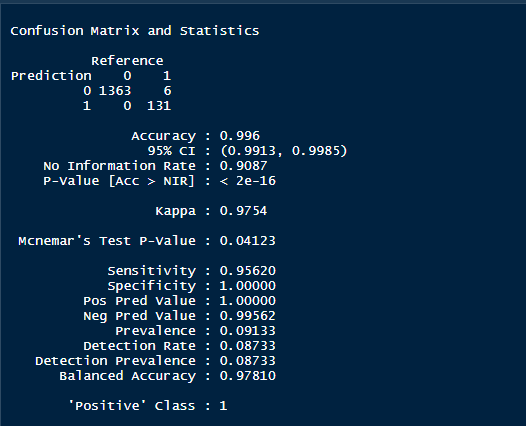 Confusion Matrix and Statistics
Reference
Prediction 0 1
0 1363 6
1 0 131
Accuracy : 0.996
95% CI : (0.9913, 0.9985)
No Information Rate : 0.9087
P-Value [Acc > NIR] : < 2e-16
Kappa : 0.9754
Mcnemar's Test P-Value : 0.04123
Sensitivity : 0.95620
Specificity : 1.00000
Pos Pred Value : 1.00000
Neg Pred Value : 0.99562
Prevalence : 0.09133
Detection Rate : 0.08733
Detection Prevalence : 0.08733
Balanced Accuracy : 0.97810
'Positive' Class : 1